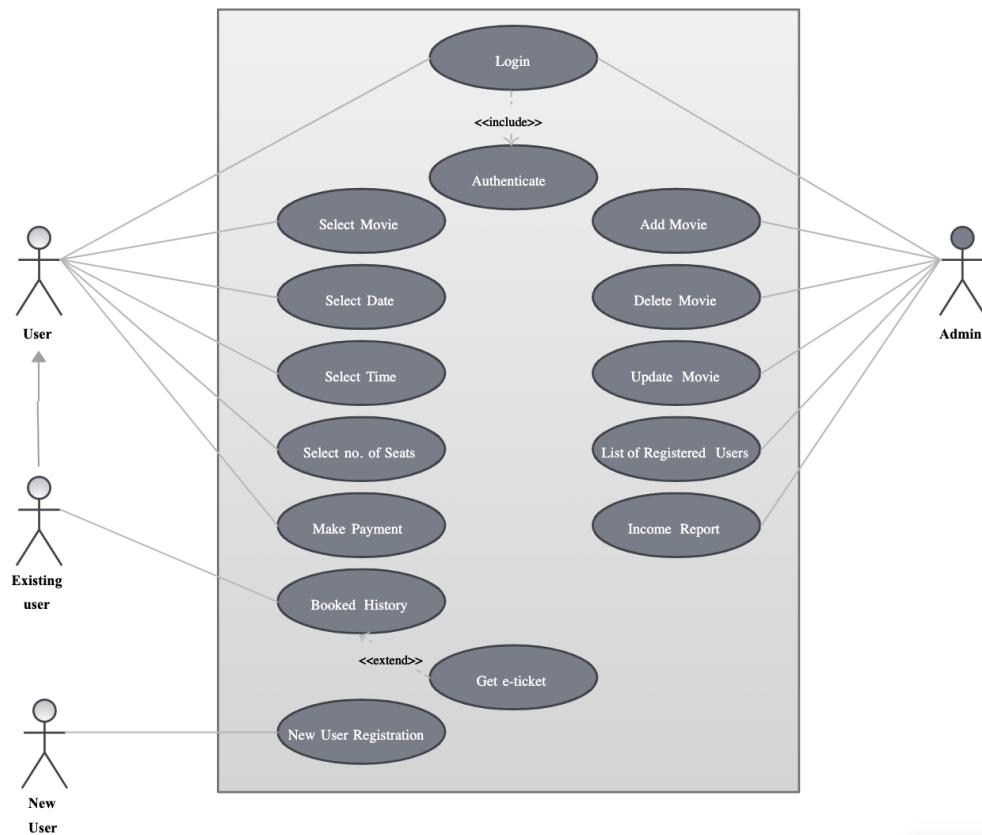 Login
<<include>>
Authenticate
Select Movie
Add Movie
Select Date
Delete Movie
User
Admin
Select Time
Update Movie
Select no. of Seats
List of Registered Users
Make Payment
Income Report
Existing
user
Booked History
<<extend>>
Get e-ticket
New User Registration
New
User